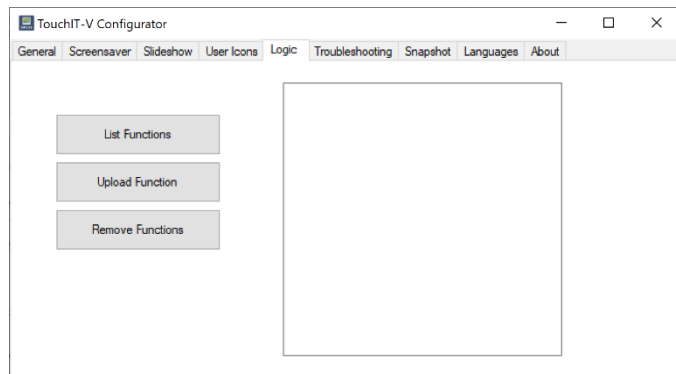 TouchIT-V Configurator
General Screensaver Slideshow User Icons Logic Troubleshooting Snapshot Languages About
List Functions
Upload Function
Remove Functions